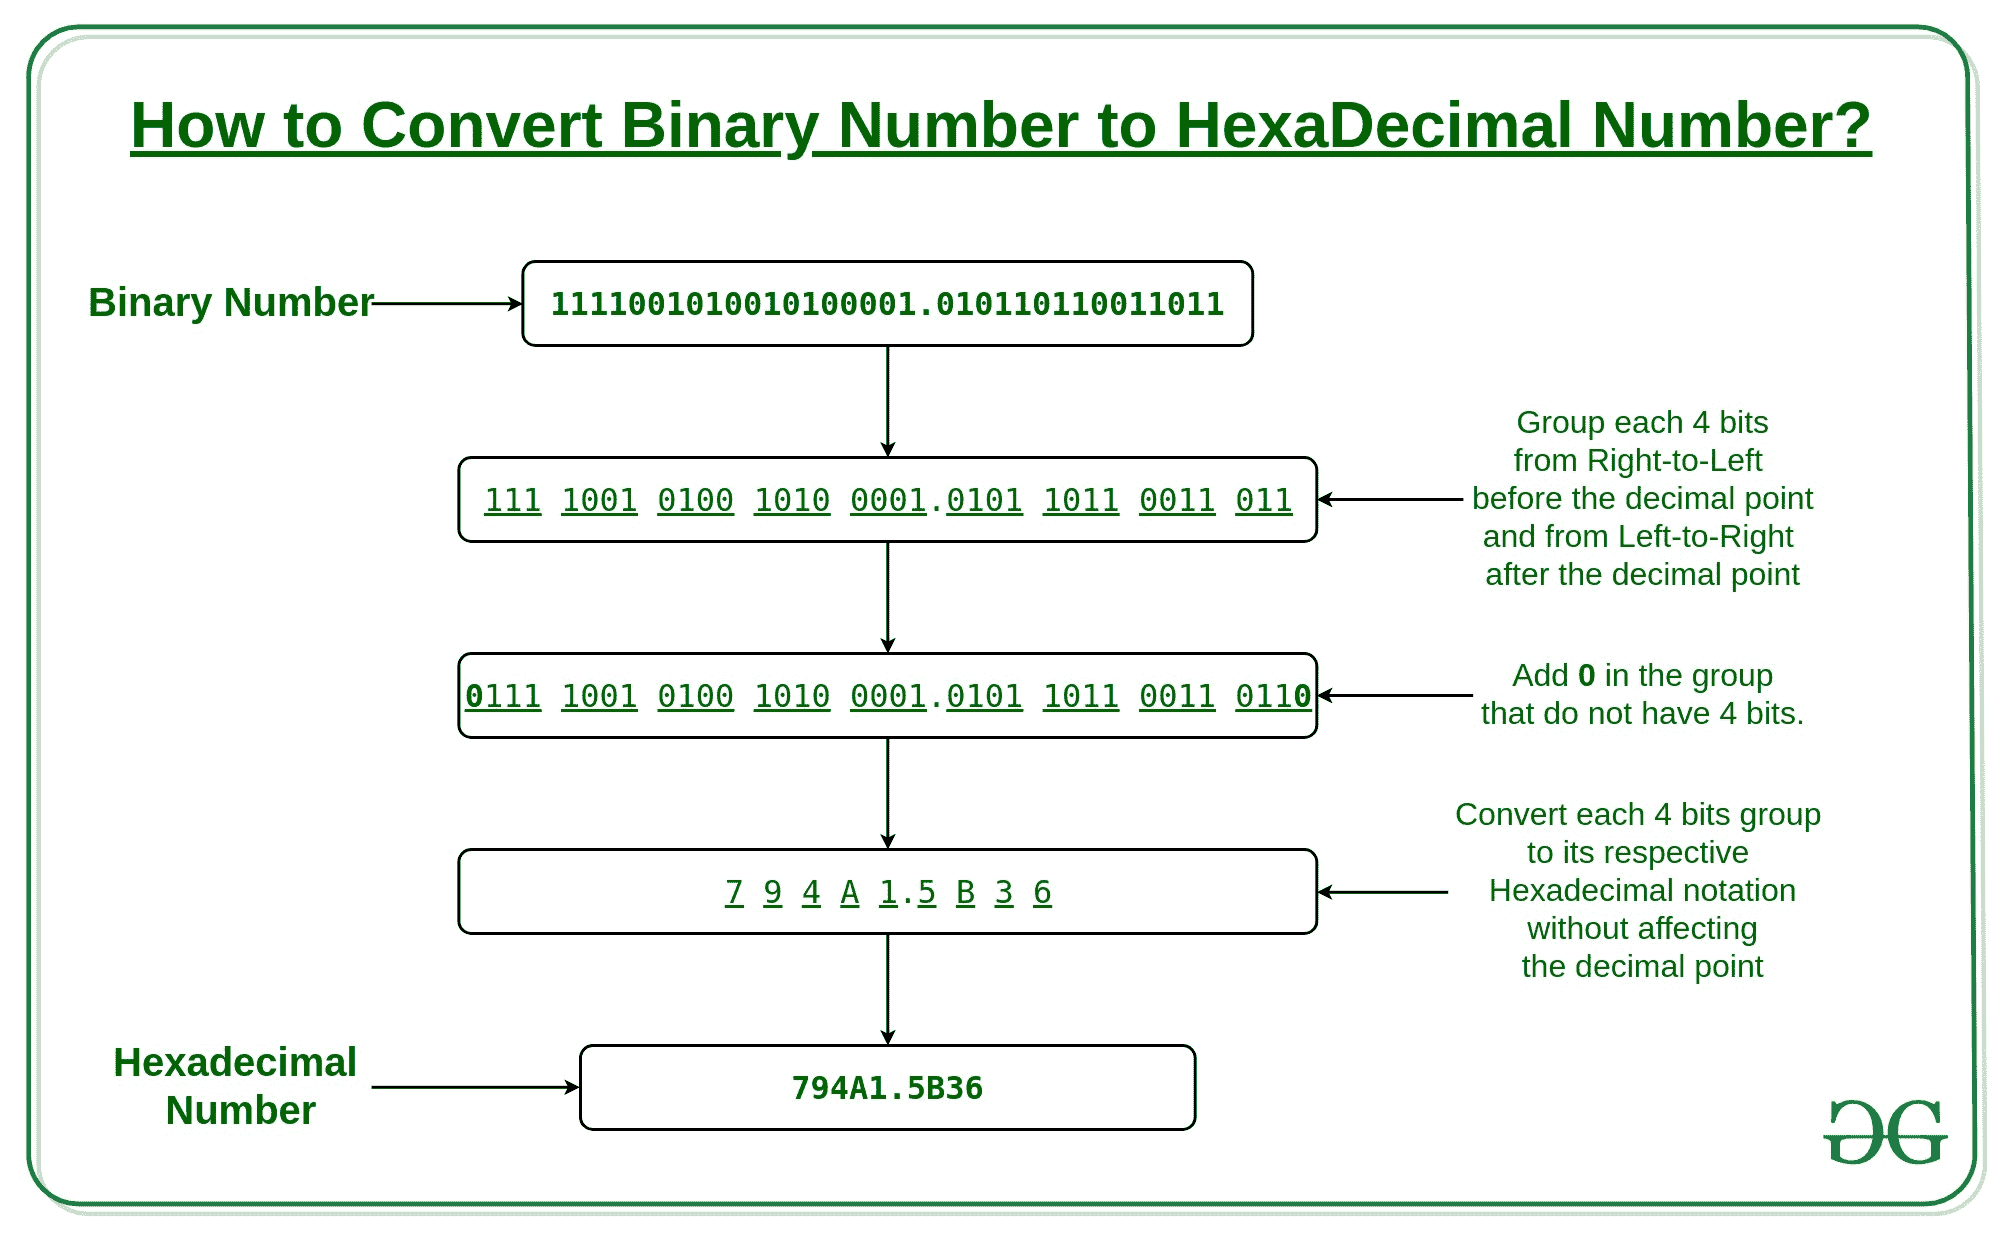 How to Convert Binary Number to HexaDecimal Number?
Binary Number
1111001010010100001.010110110011011
111 1001 0100 1010 0001.0101 1011 0011 011
Group each 4 bits
from Right-to-Left
before the decimal point
and from Left-to-Right
after the decimal point
0111 1001 0100 1010 0001.0101 1011 0011 0110
Add 0 in the group
that do not have 4 bits.
7 9 4 A 1.5 B 3 6
Convert each 4 bits group
to its respective
Hexadecimal notation
without affecting
the decimal point
Hexadecimal
Number
794A1.5B36